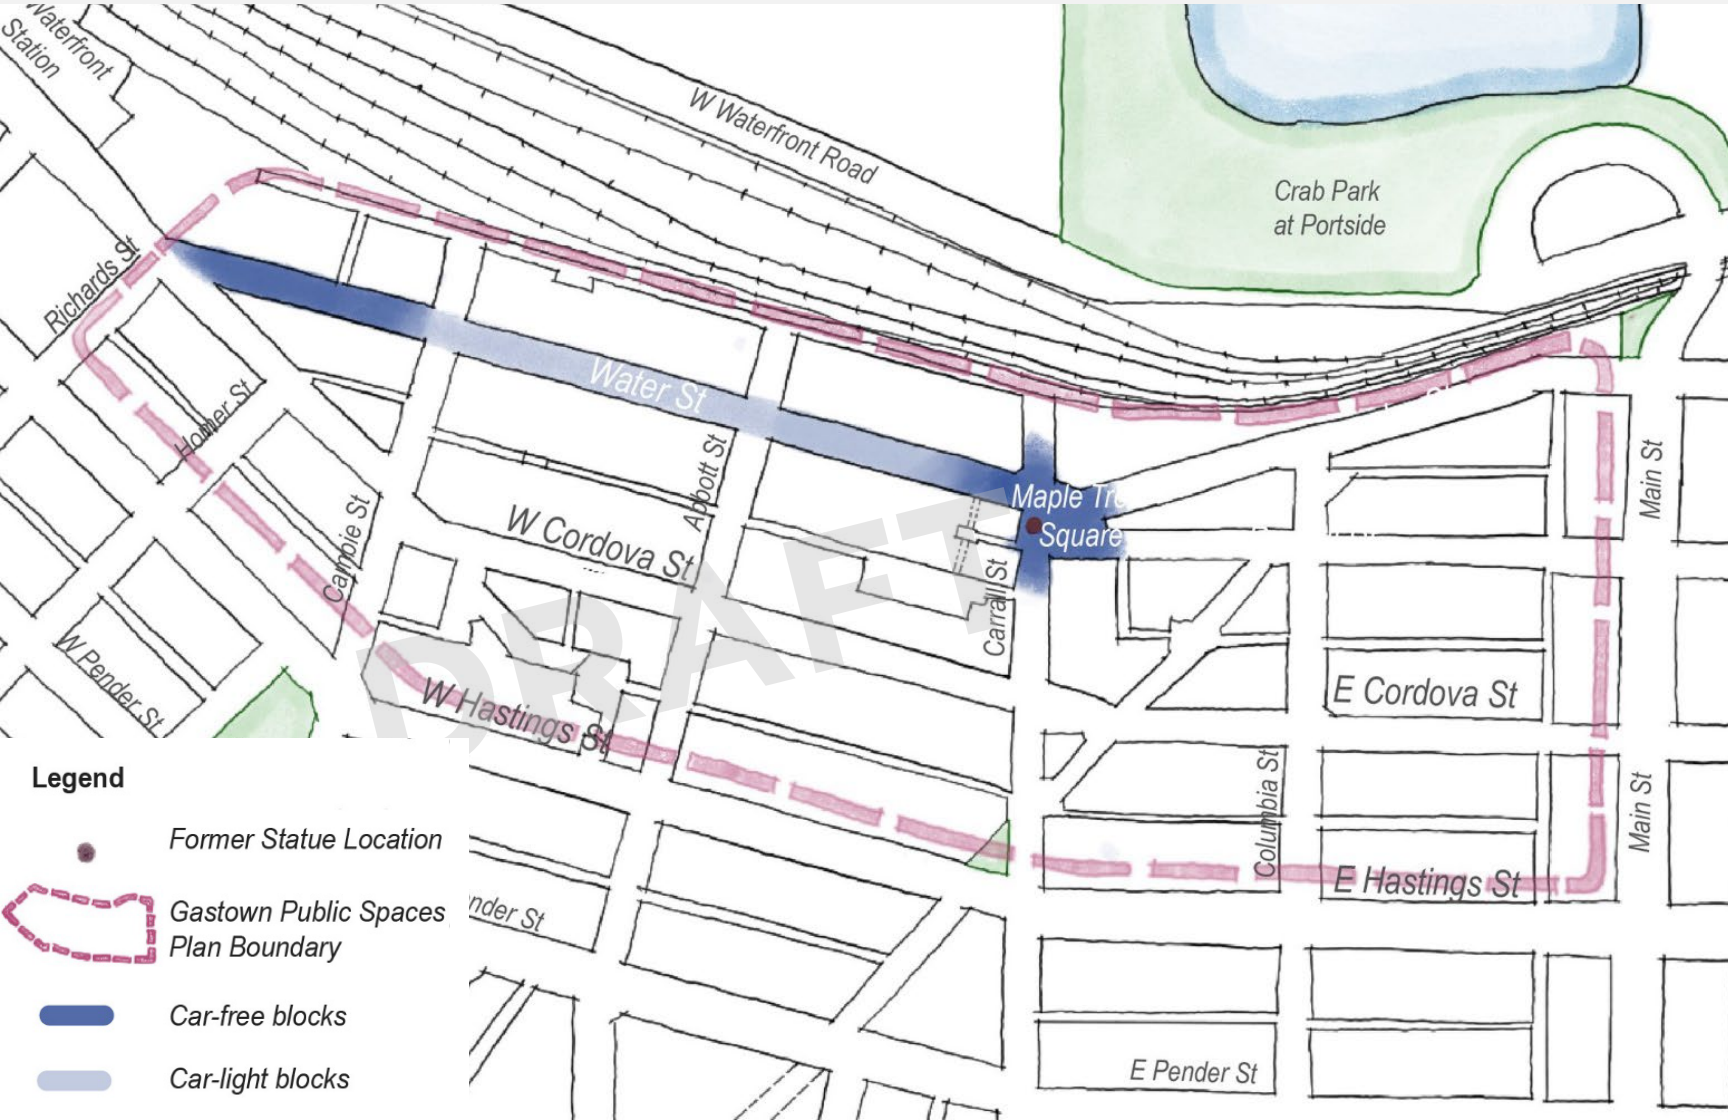 Waterfront
Station
W Waterfront Road
Crab Park
at Portside
Richards St
Water St
Homer St
Abbott St
Maple Tre
Square
Main St
W Cordova St
Cambie St
Carrall St
DRAFT
W Pender St
W Hastings St
E Cordova St
Columbia St
Main St
E Hastings St
nder St
E Pender St
Legend
Former Statue Location
Gastown Public Spaces
Plan Boundary
Car-free blocks
Car-light blocks